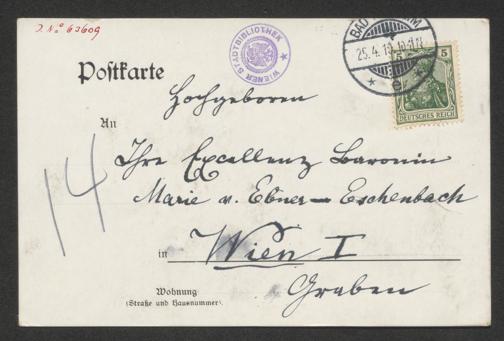 J. No 63609
WIENER STADTBIBLIOTHEK
25.4.
5
DEUTSCHES REICH
Postkarte
Hochgeboren
An
Ihre Excellenz Baronin
Marie v. Ebner-Eschenbach
14
in Wien I
Graben
Wohnung
(Straße und Hausnummer)